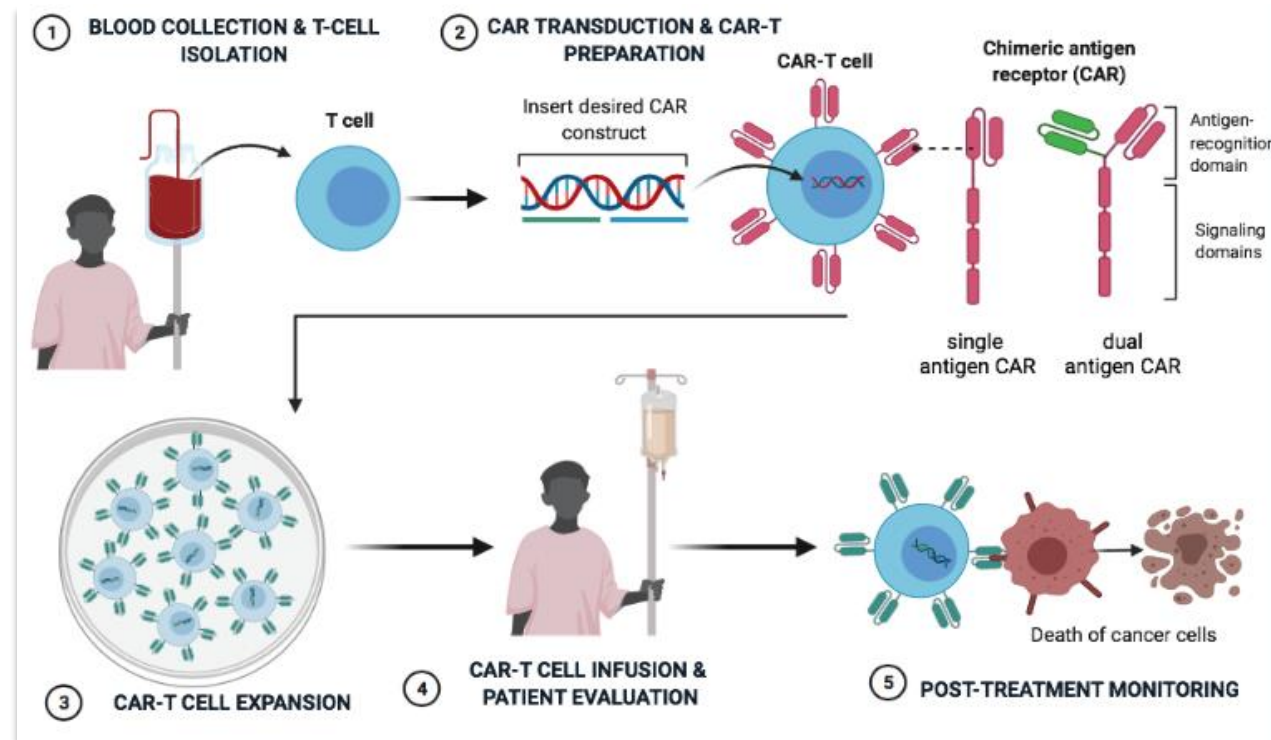 1
BLOOD COLLECTION & T-CELL
ISOLATION
T cell
2
CAR TRANSDUCTION & CAR-T
PREPARATION
Insert desired CAR
construct
CAR-T cell
Chimeric antigen
receptor (CAR)
Antigen-
recognition
domain
Signaling
domains
single
antigen CAR
dual
antigen CAR
3
CAR-T CELL EXPANSION
4
CAR-T CELL INFUSION &
PATIENT EVALUATION
Death of cancer cells
5
POST-TREATMENT MONITORING